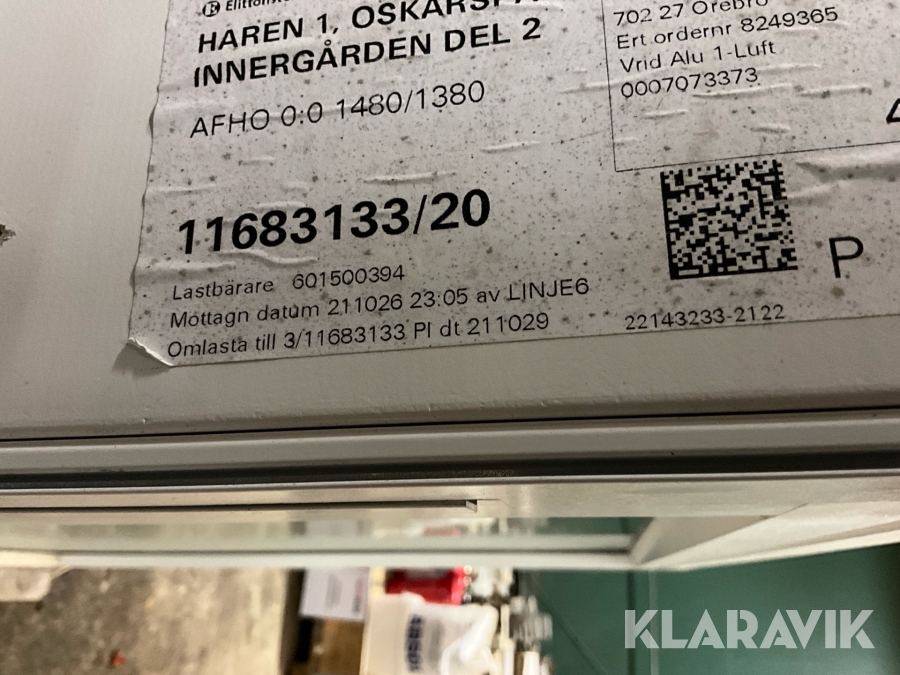 HAREN 1,
INNERGÅRDEN DEL 2
AFHO 0:0 1480/1380
11683133/20
Lastbärare 601500394
Mottagn datum 211026 23:05 av LINJE6
Omlasta till 3/11683133 Pl dt 211029
702 27 Örebro
Ert ordernr 8249365
Vrid Alu 1-Luft
0007073373
P
22143233-2122
KLARAVIK